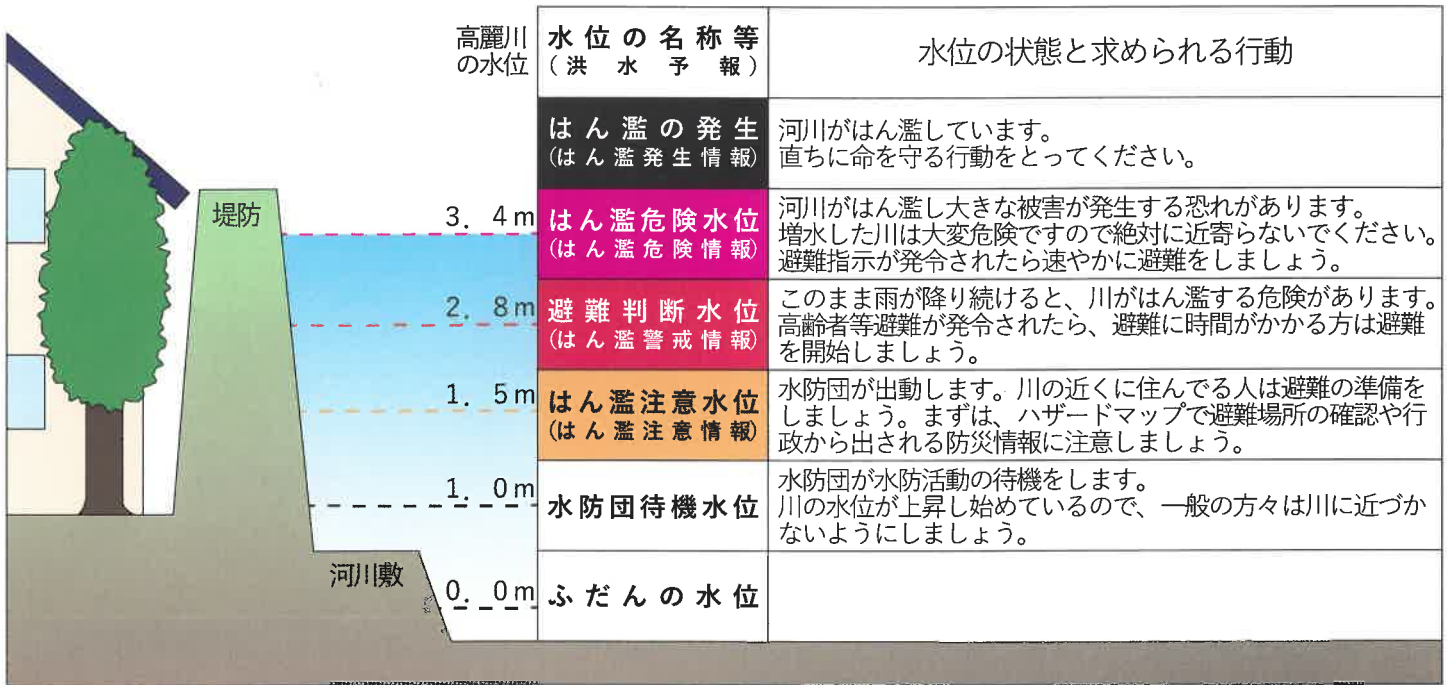 高麗川
の水位
水位の名称等
(洪水予報)
水位の状態と求められる行動
はん濫の発生
(はん濫発生情報)
河川がはん濫しています。
直ちに命を守る行動をとってください。
堤防
3. 4m
はん濫危険水位
(はん濫危険情報)
河川がはん濫し大きな被害が発生する恐れがあります。
増水した川は大変危険ですので絶対に近寄らないでください。
避難指示が発令されたら速やかに避難をしましょう。
2. 8m
避難判断水位
(はん濫警戒情報)
このまま雨が降り続けると、川がはん濫する危険があります。
高齢者等避難が発令されたら、避難に時間がかかる方は避難
を開始しましょう。
1. 5m
はん濫注意水位
(はん濫注意情報)
水防団が出動します。川の近くに住んでる人は避難の準備を
しましょう。まずは、ハザードマップで避難場所の確認や行
政から出される防災情報に注意しましょう。
1. 0m
水防団待機水位
水防団が水防活動の待機をします。
川の水位が上昇し始めているので、一般の方々は川に近づか
ないようにしましょう。
河川敷
0. 0m
ふだんの水位